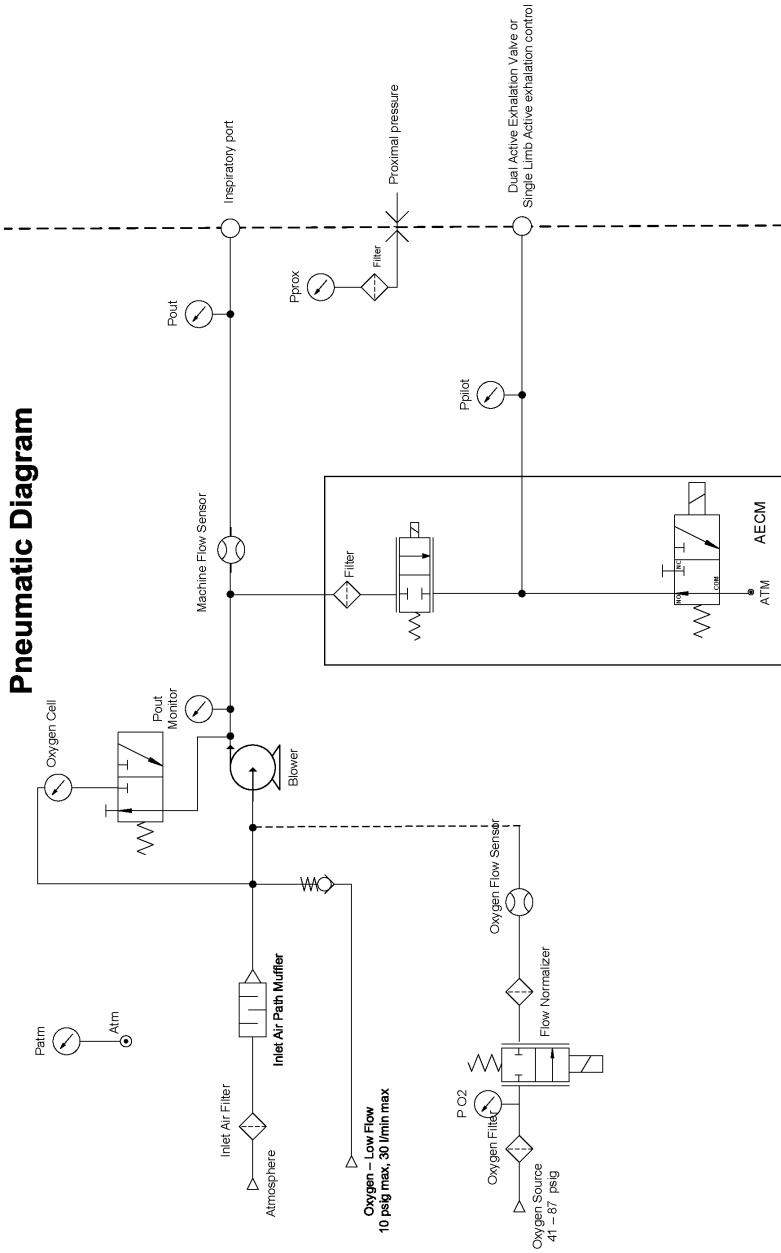 Pneumatic Diagram
Patm
Atm
Oxygen Cell
Pout
Monitor
Machine Flow Sensor
Pout
Inspiratory port
Inlet Air Filter
Atmosphere
Inlet Air Path Muffler
Blower
Pprox
Filter
Proximal pressure
Oxygen – Low Flow
10 psig max, 30 l/min max
Filter
Ppilot
Dual Active Exhalation Valve or
Single Limb Active exhalation control
P O2
Oxygen Filter
Oxygen Source
41 – 87 psig
Flow Normalizer
Oxygen Flow Sensor
NO
NC
COM
ATM
AECM